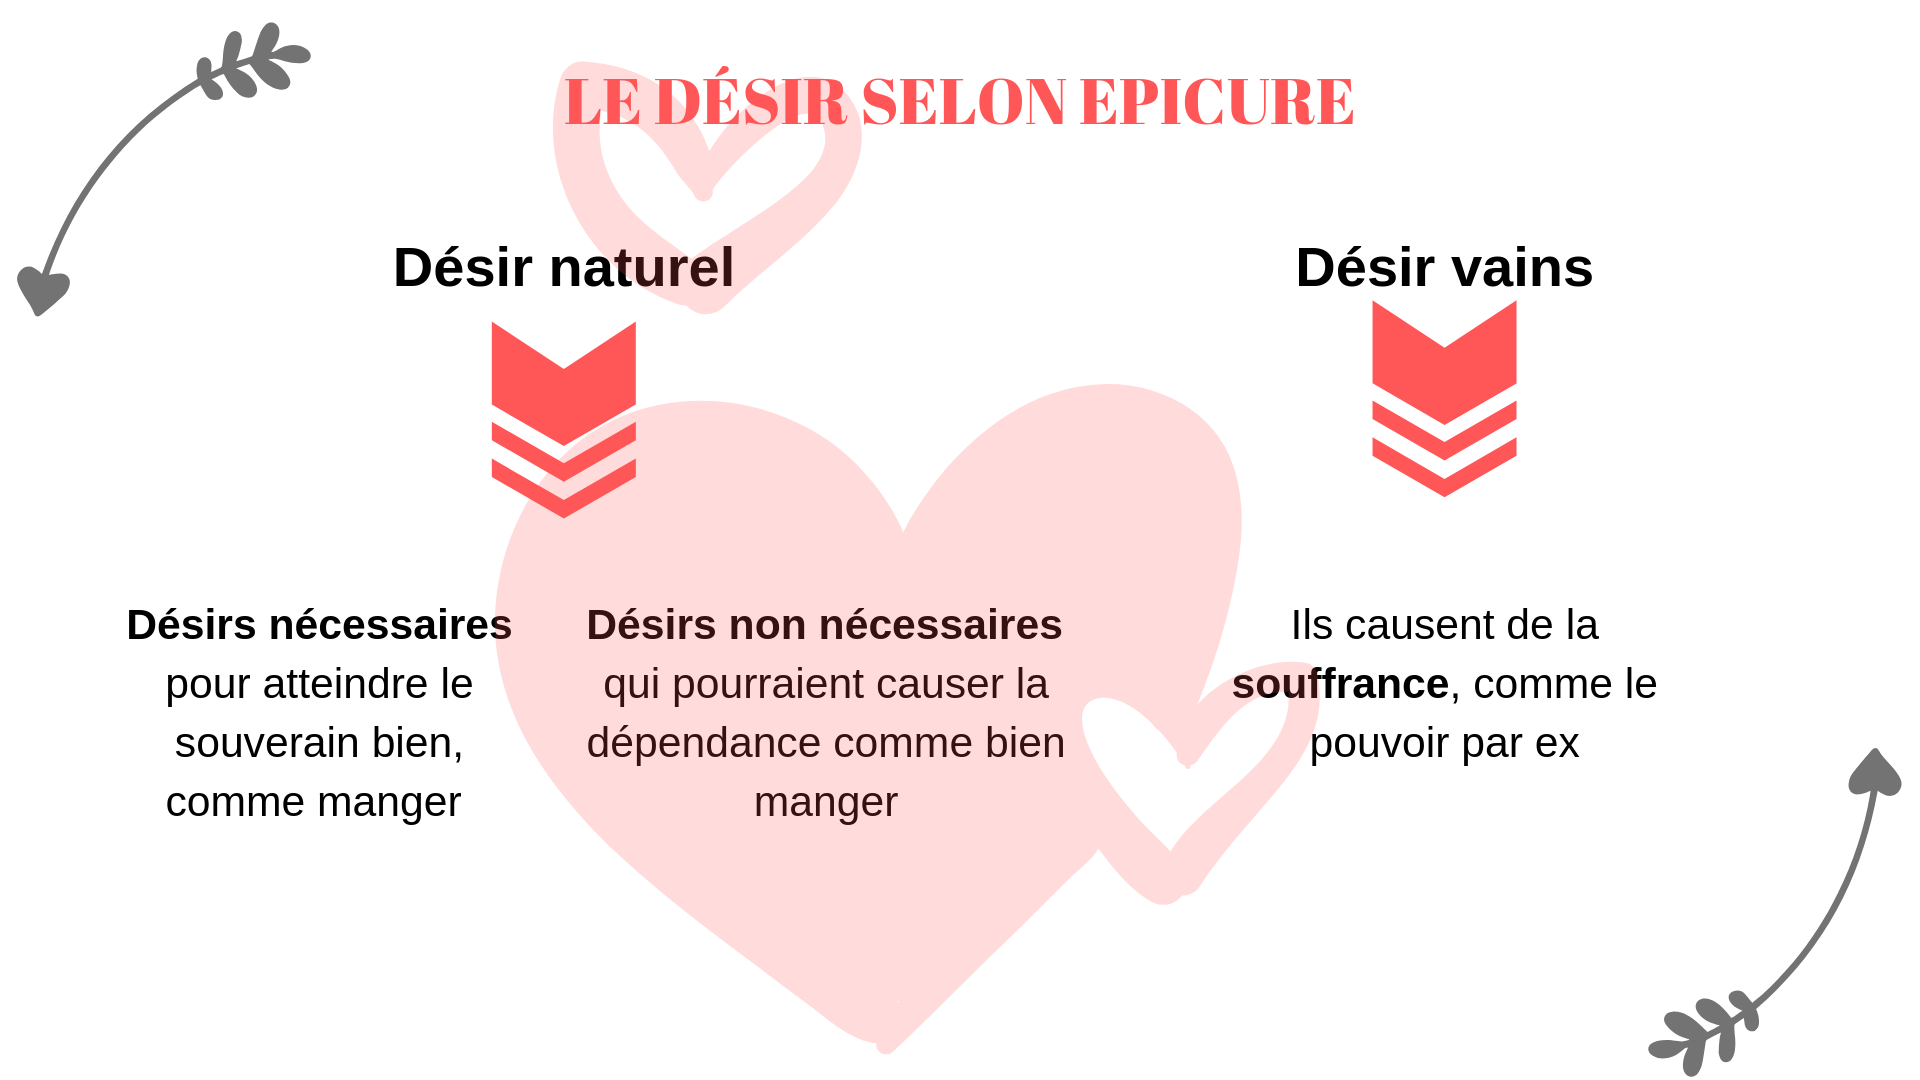 LE DÉSIR SELON EPICURE
Désir naturel
Désir vains
Désirs nécessaires
pour atteindre le
souverain bien,
comme manger
Désirs non nécessaires
qui pourraient causer la
dépendance comme bien
manger
Ils causent de la
souffrance, comme le
pouvoir par ex